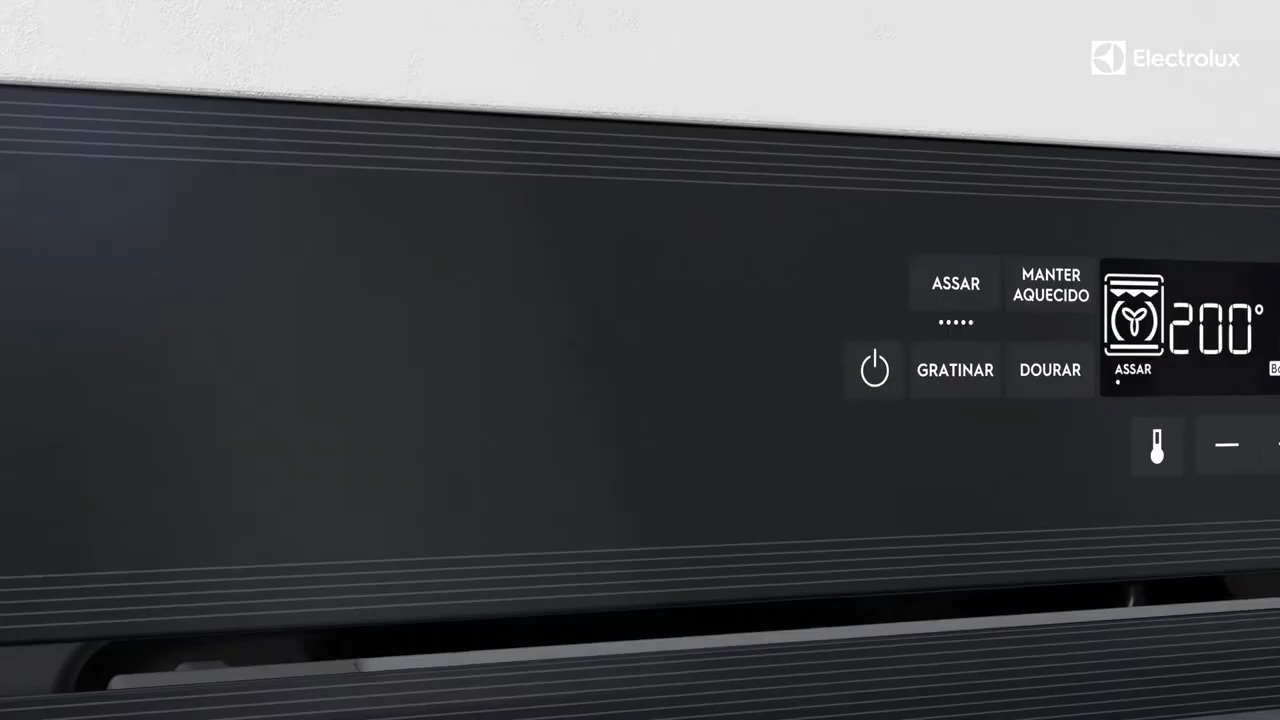 Electrolux
ASSAR
MANTER
AQUECIDO
200°
ASSAR
GRATINAR
DOURAR